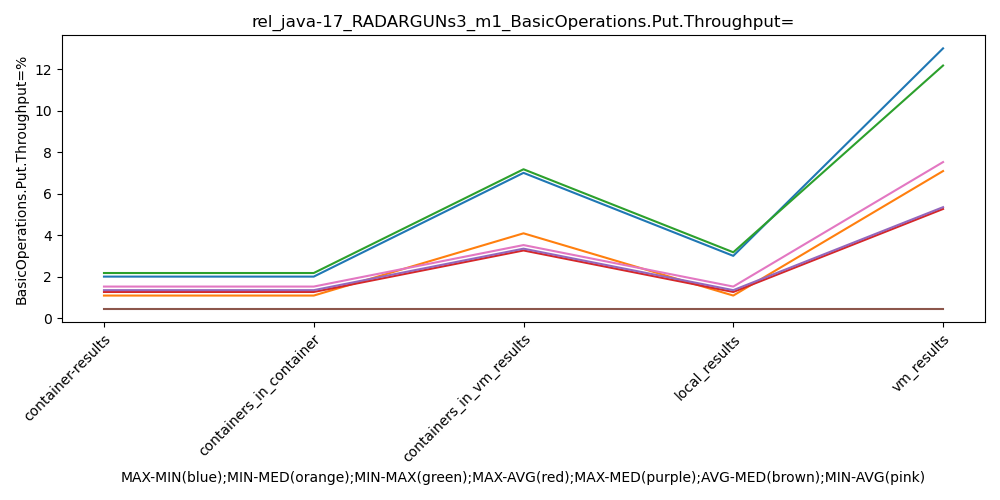 rel_java-17_RADARGUNs3_m1_BasicOperations.Put.Throughput=
BasicOperations.Put.Throughput=%
12
10
8
6
4
2
0
container-results
containers_in_container
containers_in_vm_results
local_results
vm_results
MAX-MIN(blue);MIN-MED(orange);MIN-MAX(green);MAX-AVG(red);MAX-MED(purple);AVG-MED(brown);MIN-AVG(pink)